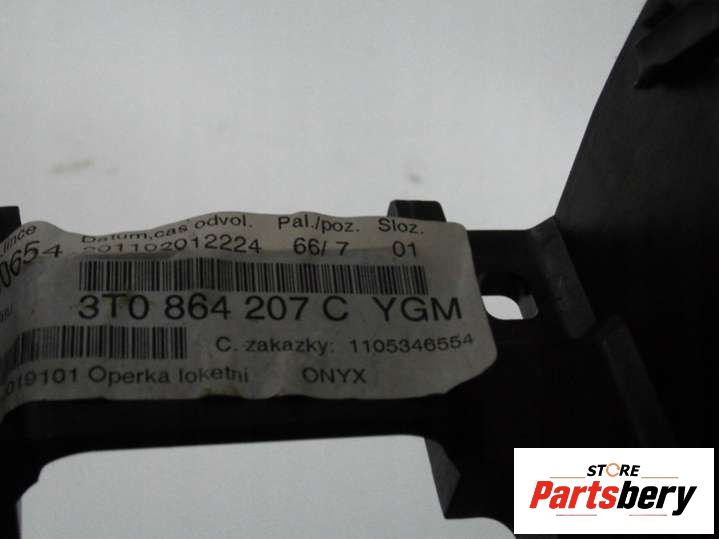 Datum,cas odvol. Pal./poz. Sloz.
0654 201102012224 66/ 7 01
3T0 864 207 C YGM
C. zakazky: 1105346554
019101 Operka loketni ONYX
STORE
Partsbery